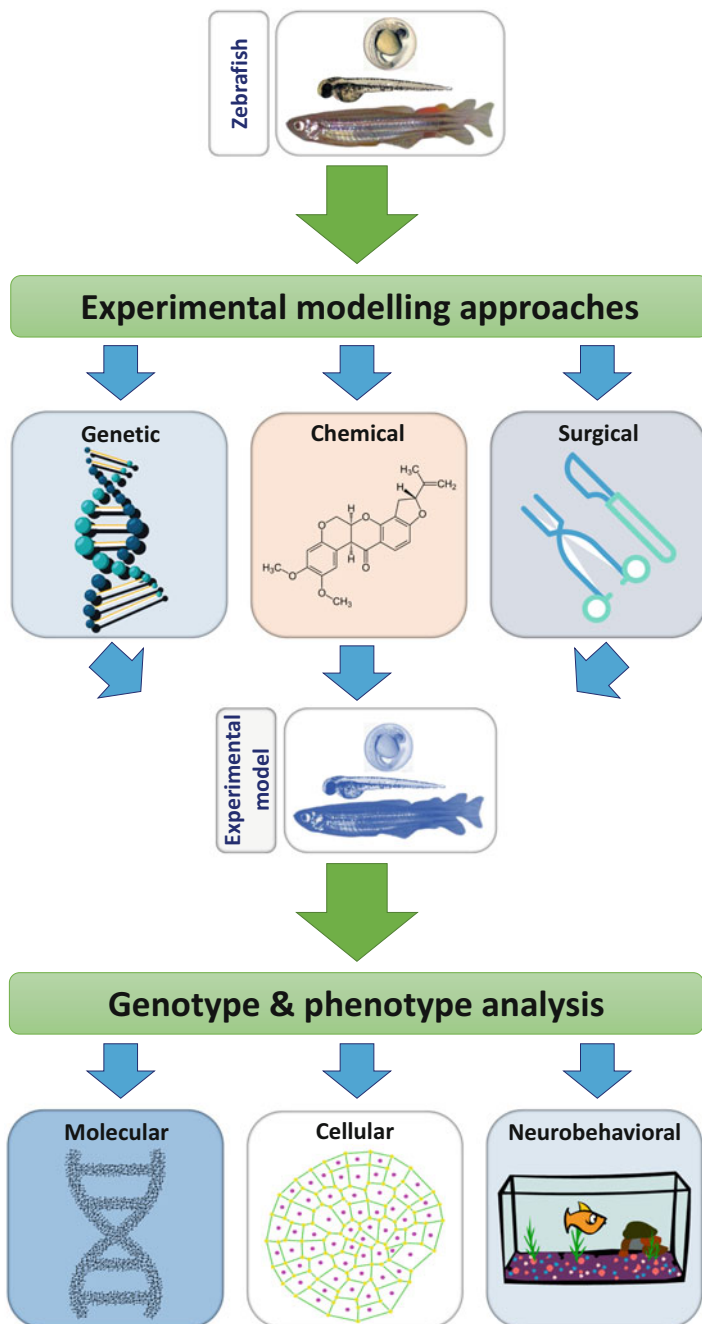 Zebrafish
Experimental modelling approaches
Genetic
Chemical
Surgical
H₃C
CH₂
H
O
H
O
O
H
O
H₃C
O
O
CH₃
Experimental
model
Genotype & phenotype analysis
Molecular
Cellular
Neurobehavioral